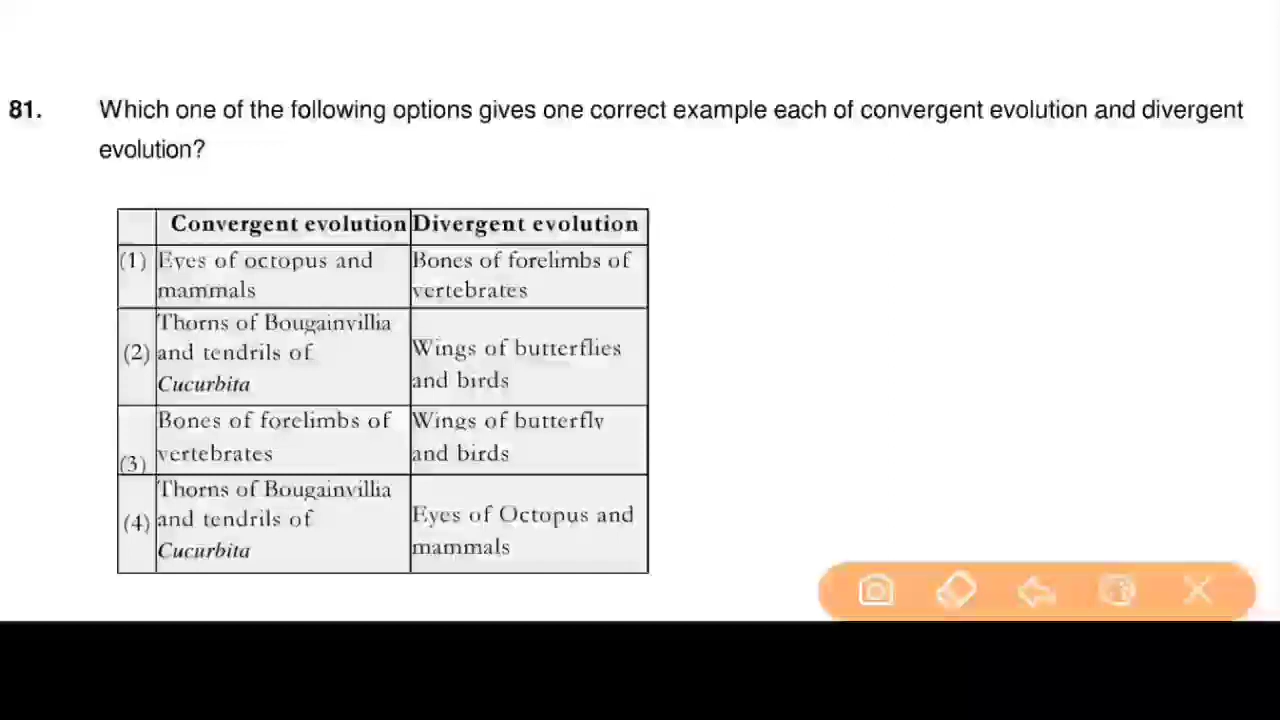 81. Which one of the following options gives one correct example each of convergent evolution and divergent
evolution?
Convergent evolution Divergent evolution
(1) Eyes of octopus and mammals Bones of forelimbs of vertebrates
(2) Thorns of Bougainvillia and tendrils of Cucurbita Wings of butterflies and birds
(3) Bones of forelimbs of vertebrates Wings of butterfly and birds
(4) Thorns of Bougainvillia and tendrils of Cucurbita Eyes of Octopus and mammals